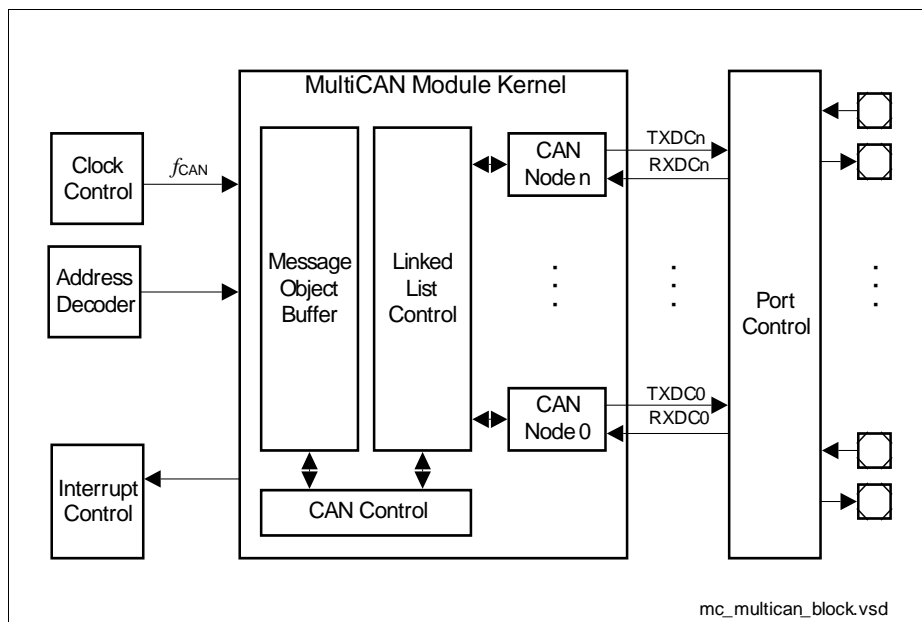 MultiCAN Module Kernel
Clock
Control
fCAN
Address
Decoder
Interrupt
Control
Message
Object
Buffer
Linked
List
Control
CAN Control
CAN
Node n
TXDCn
RXDCn
CAN
Node 0
TXDC0
RXDC0
Port
Control
mc_multican_block.vsd